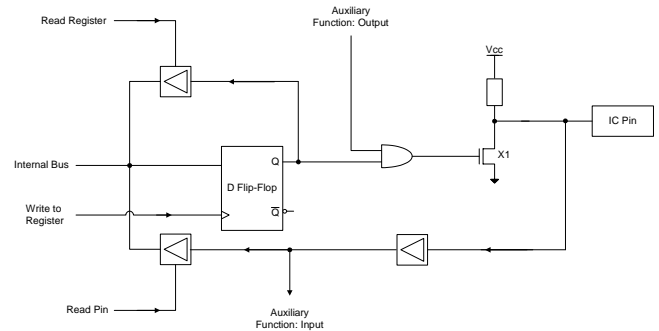 Auxiliary
Function: Output
Read Register
Vcc
IC Pin
X1
Internal Bus
Q
D Flip-Flop
Q
Write to
Register
Read Pin
Auxiliary
Function: Input